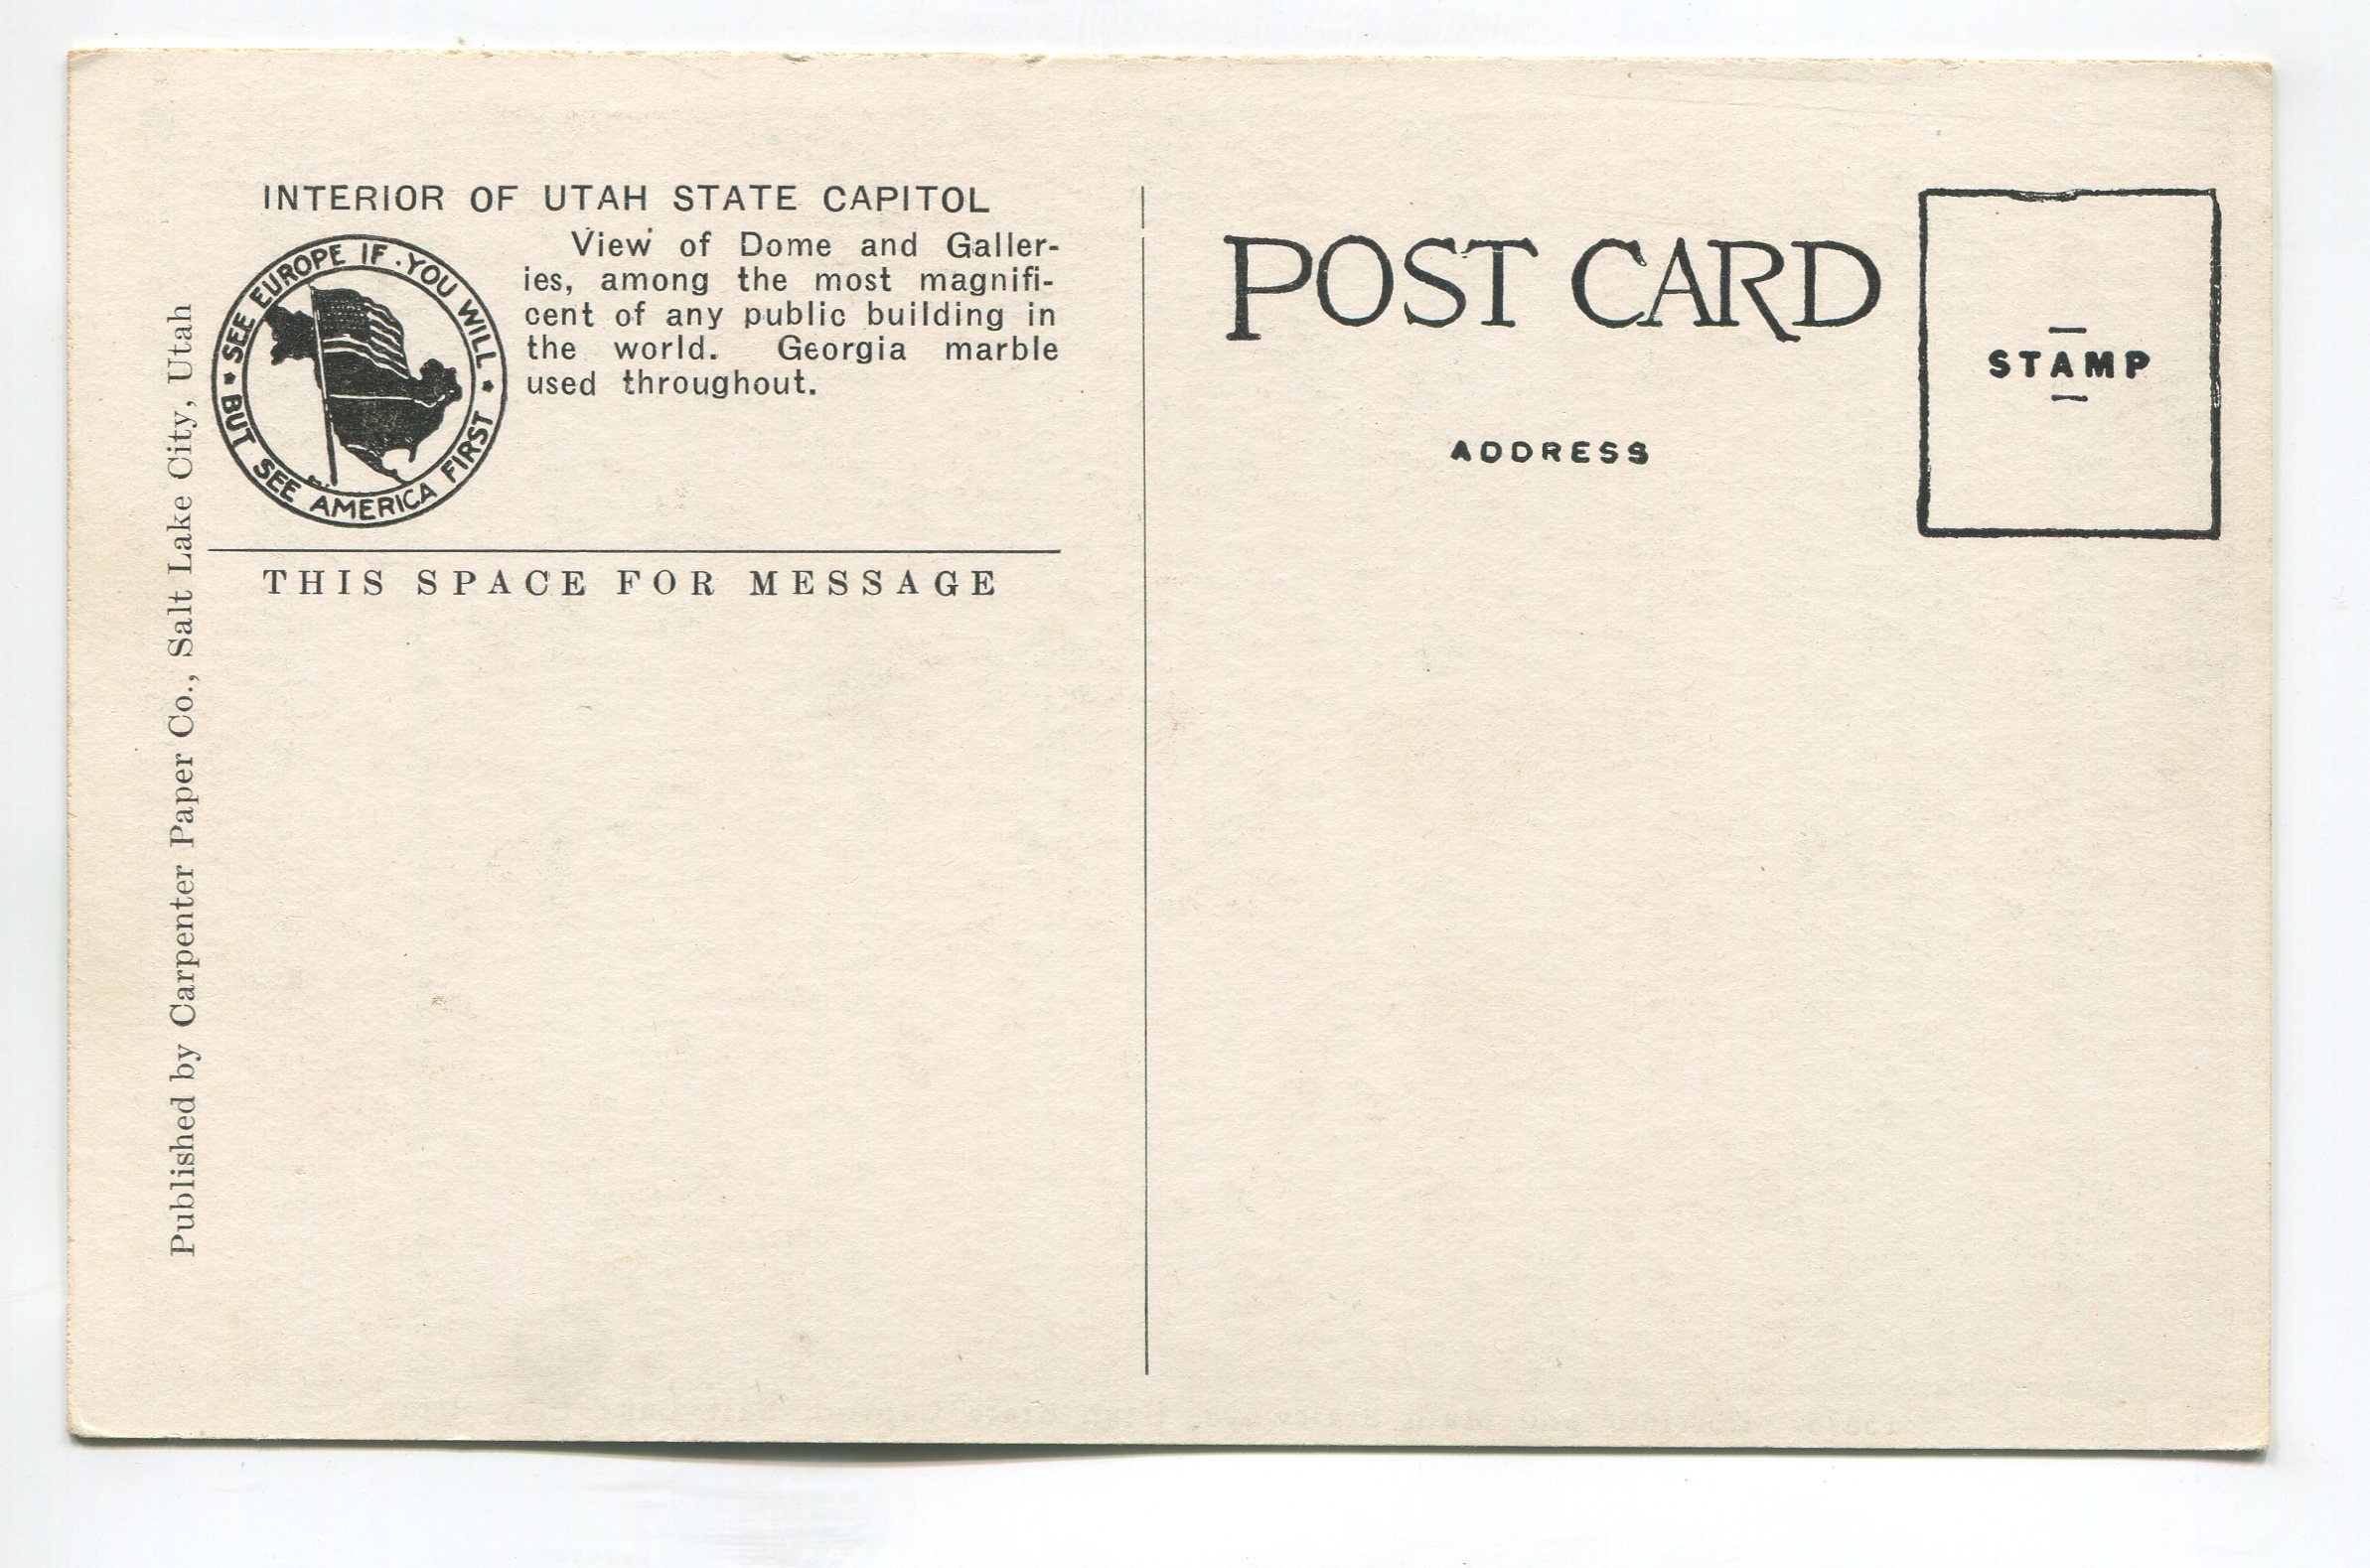 INTERIOR OF UTAH STATE CAPITOL
View of Dome and Galler-
ies, among the most magnifi-
cent of any public building in
the world. Georgia marble
used throughout.
SEE EUROPE IF YOU WILL
BUT SEE AMERICA FIRST
THIS SPACE FOR MESSAGE
Published by Carpenter Paper Co., Salt Lake City, Utah
POST CARD
ADDRESS
STAMP